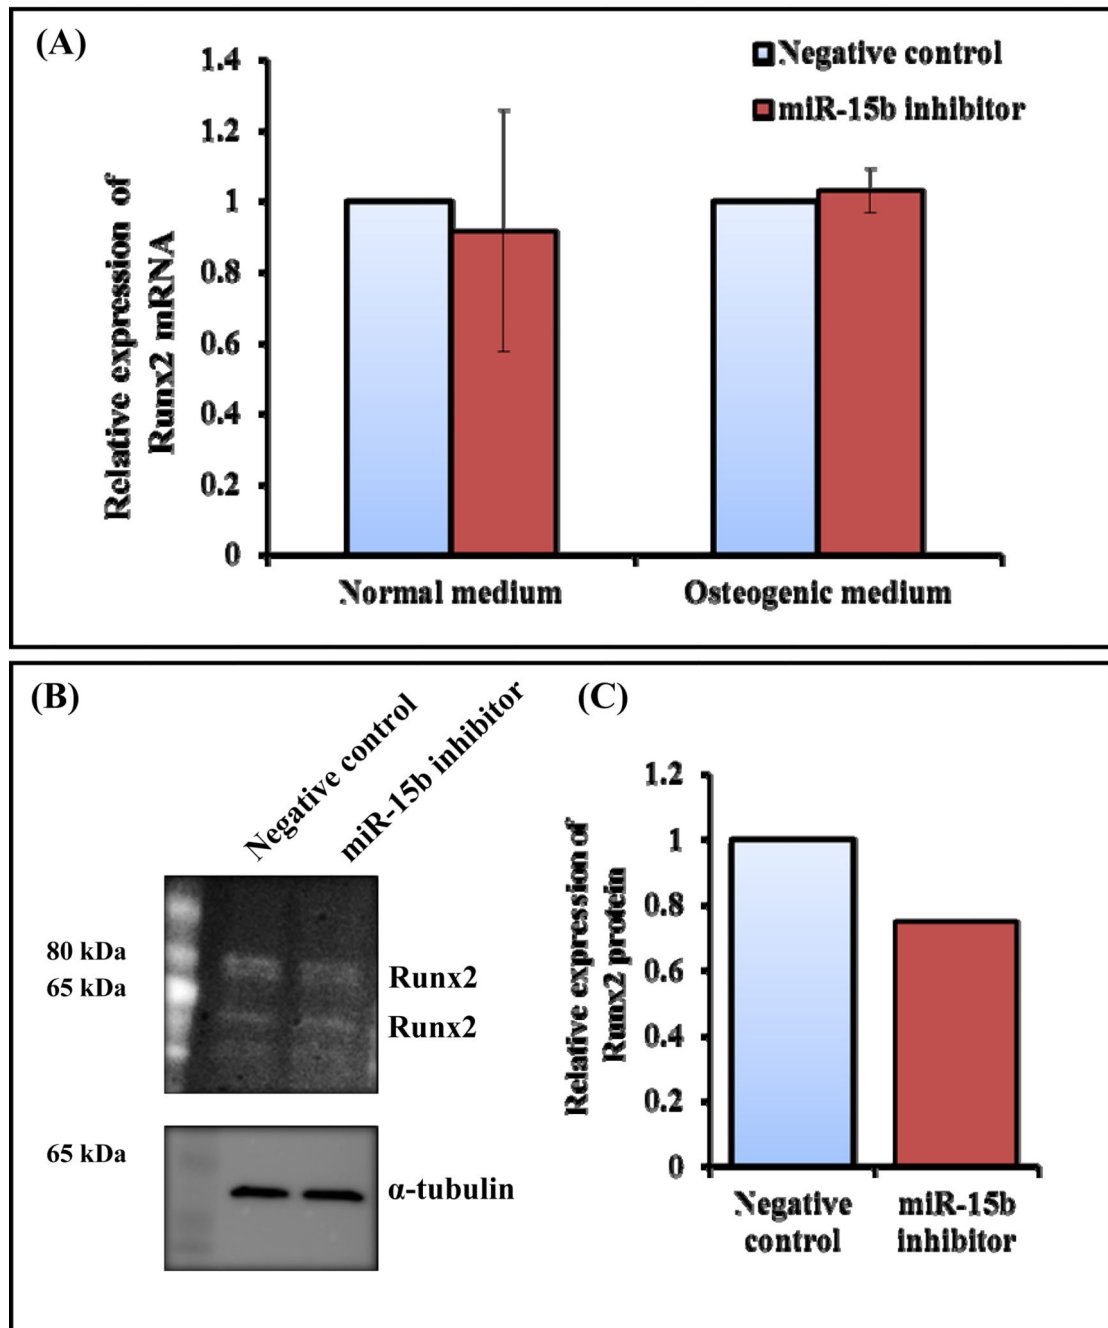 (A)
Negative control
miR-15b inhibitor
Relative expression of
Runx2 mRNA
1.4
1.2
1
0.8
0.6
0.4
0.2
0
Normal medium
Osteogenic medium
(B)
Negative control
miR-15b inhibitor
80 kDa
65 kDa
Runx2
Runx2
65 kDa
α-tubulin
(C)
Relative expression of
Runx2 protein
1.2
1
0.8
0.6
0.4
0.2
0
Negative
control
miR-15b
inhibitor